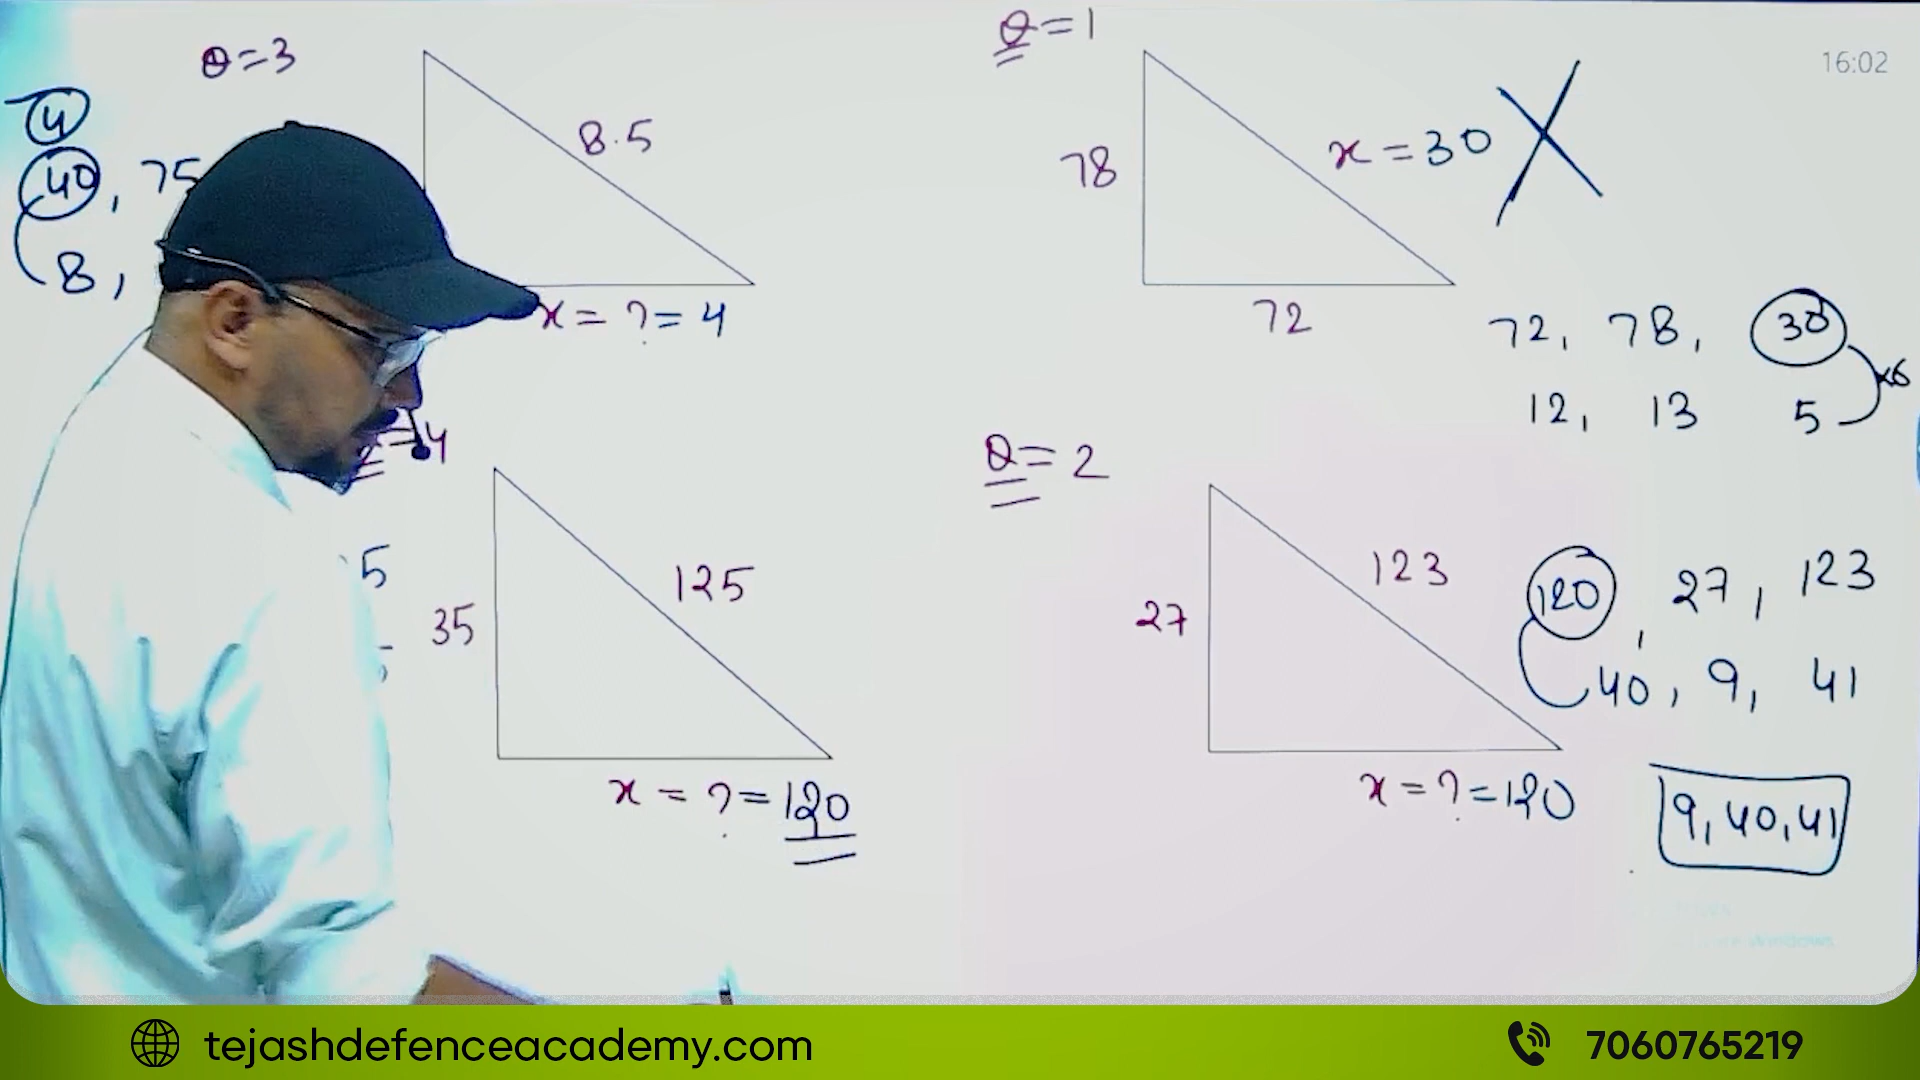 Q=3
4
40, 75
8,
8.5
x = ? = 4
Q=1
16:02
78
x = 30
72
72, 78, 30
x6
12, 13 5
4
5
35
125
x = ? = 120
Q=2
27
123
120, 27, 123
40, 9, 41
x = ? = 120
9, 40, 41
tejashdefenceacademy.com
7060765219